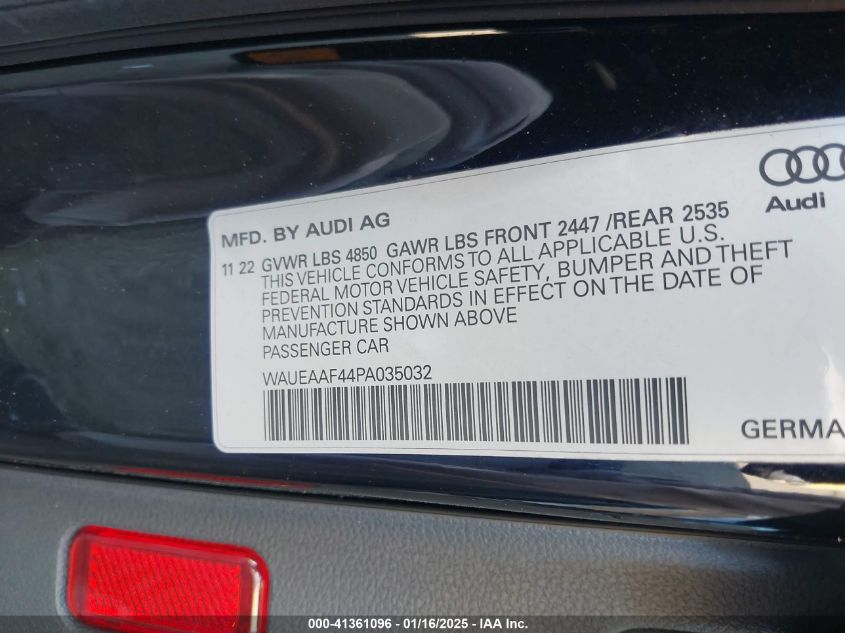 Audi
MFD. BY AUDI AG
11 22 GVWR LBS 4850 GAWR LBS FRONT 2447 /REAR 2535
THIS VEHICLE CONFORMS TO ALL APPLICABLE U.S.
FEDERAL MOTOR VEHICLE SAFETY, BUMPER AND THEFT
PREVENTION STANDARDS IN EFFECT ON THE DATE OF
MANUFACTURE SHOWN ABOVE
PASSENGER CAR
WAUEAAF44PA035032
GERMA
000-41361096 - 01/16/2025 - IAA Inc.